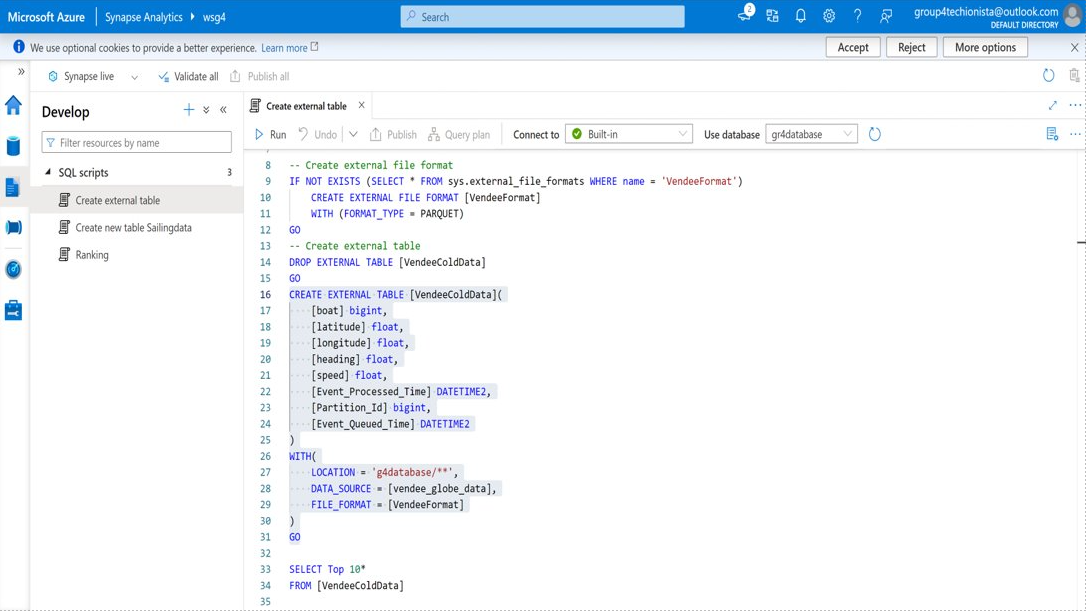 Microsoft Azure | Synapse Analytics wsg4
Search
2
group4techionista@outlook.com
DEFAULT DIRECTORY
We use optional cookies to provide a better experience. Learn more
Accept
Reject
More options
Synapse live
Validate all
Publish all
Develop
Filter resources by name
SQL scripts 3
Create external table
Create new table Sailingdata
Ranking
Create external table
Run
Undo
Publish
Query plan
Connect to
Built-in
Use database
gr4database
8 -- Create external file format
9 IF NOT EXISTS (SELECT * FROM sys.external_file_formats WHERE name = 'VendeeFormat')
10 CREATE EXTERNAL FILE FORMAT [VendeeFormat]
11 WITH (FORMAT_TYPE = PARQUET)
12 GO
13 -- Create external table
14 DROP EXTERNAL TABLE [VendeeColdData]
15 GO
16 CREATE EXTERNAL TABLE [VendeeColdData](
17 [boat] bigint,
18 [latitude] float,
19 [longitude] float,
20 [heading] float,
21 [speed] float,
22 [Event_Processed_Time] DATETIME2,
23 [Partition_Id] bigint,
24 [Event_Queued_Time] DATETIME2
25 )
26 WITH(
27 LOCATION = 'g4database/**',
28 DATA_SOURCE = [vendee_globe_data],
29 FILE_FORMAT = [VendeeFormat]
30 )
31 GO
32
33 SELECT Top 10*
34 FROM [VendeeColdData]
35